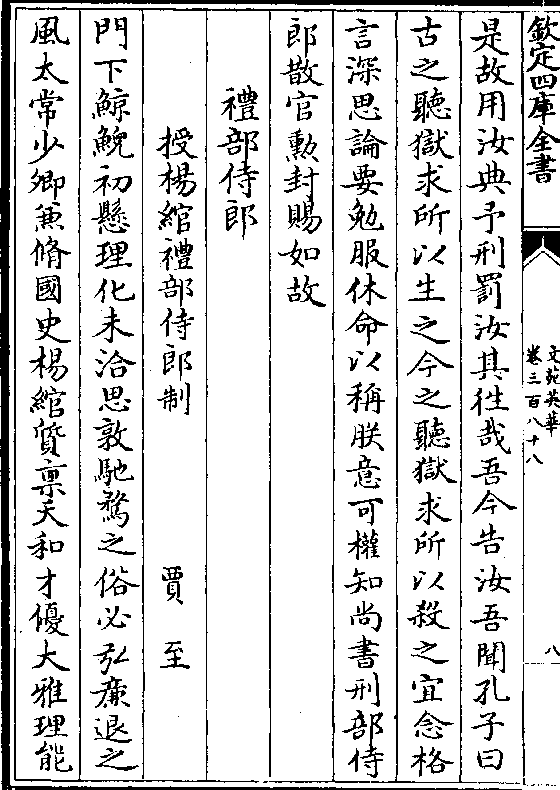 欽定四庫全書
文苑英華
卷三百八十八
八
是故用汝典予刑罰汝其徃哉吾今告汝吾聞孔子曰
古之聽獄求所以生之今之聽獄求所以殺之宜念格
言深思論要勉服休命以稱朕意可權知尚書刑部侍
郎散官勲封賜如故
禮部侍郎
授楊綰禮部侍郎制 賈至
門下鯨鯢初懸理化未洽思敦馳騖之俗必弘廉退之
風太常少卿兼脩國史楊綰質稟天和才優大雅理能